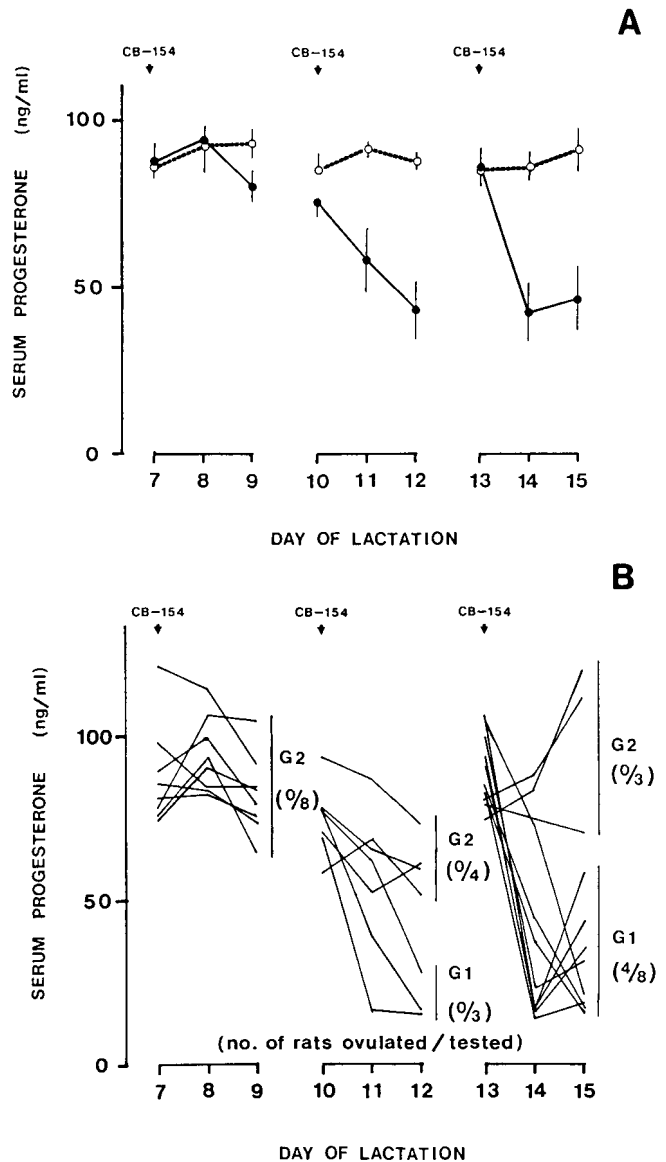 A
CB-154 CB-154 CB-154
SERUM PROGESTERONE (ng/ml)
100
50
0
7 8 9 10 11 12 13 14 15
DAY OF LACTATION
B
CB-154 CB-154 CB-154
SERUM PROGESTERONE (ng/ml)
100
50
0
G2
(0/8)
G2
(0/4)
G1
(0/3)
G2
(0/3)
G1
(4/8)
(no. of rats ovulated / tested)
7 8 9 10 11 12 13 14 15
DAY OF LACTATION